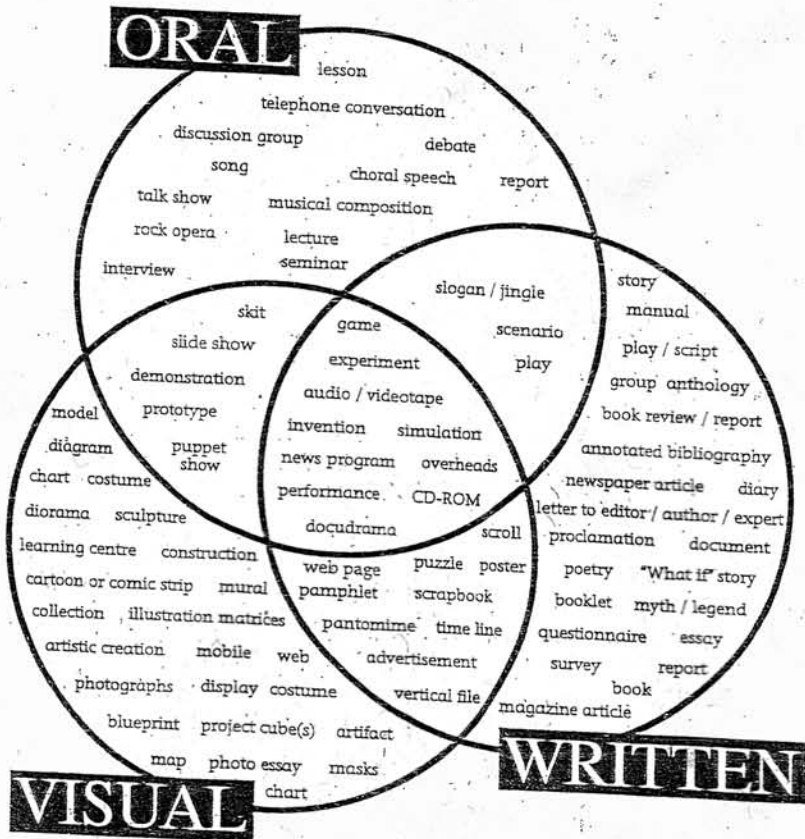 ORAL
lesson
telephone conversation
discussion group
debate
song
choral speech
report
talk show
musical composition
rock opera
lecture
interview
seminar
slogan / jingle
scenario
play
skit
slide show
demonstration
prototype
puppet
show
game
experiment
audio / videotape
invention simulation
news program overheads
performance CD-ROM
docudrama
story
manual
play / script
group anthology
book review / report
annotated bibliography
newspaper article diary
letter to editor / author / expert
proclamation document
poetry "What if" story
booklet myth / legend
questionnaire essay
survey report
book
magazine article
WRITTEN
scroll
web page puzzle poster
pamphlet scrapbook
pantomime time line
advertisement
vertical file
model
diagram
chart costume
diorama sculpture
learning centre construction
cartoon or comic strip mural
collection illustration matrices
artistic creation mobile web
photographs display costume
blueprint project cube(s) artifact
map photo essay masks
chart
VISUAL